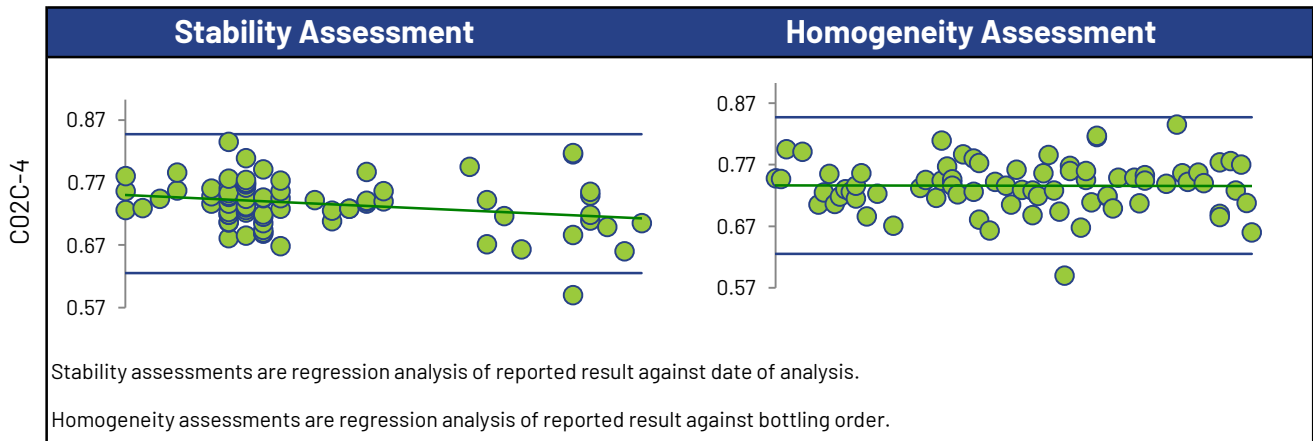 Stability Assessment
Homogeneity Assessment
C02C-4
0.87
0.77
0.67
0.57
0.87
0.77
0.67
0.57
Stability assessments are regression analysis of reported result against date of analysis.
Homogeneity assessments are regression analysis of reported result against bottling order.